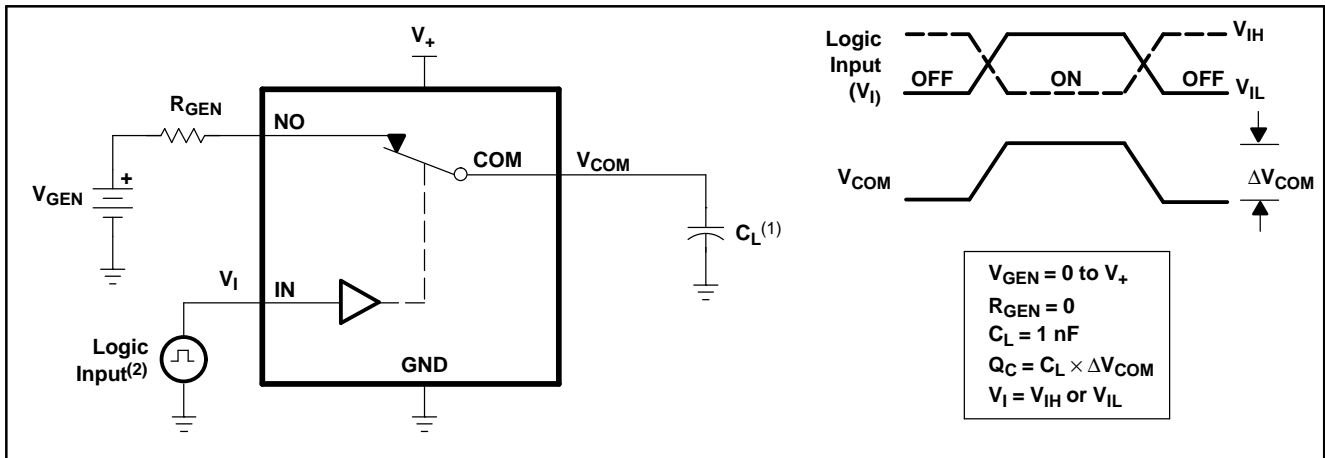 V+
RGEN
NO
COM
VCOM
VGEN
+
CL(1)
VI
IN
Logic
Input(2)
GND
Logic
Input
(VI)
OFF
ON
OFF
VIH
VIL
VCOM
ΔVCOM
VGEN = 0 to V+
RGEN = 0
CL = 1 nF
QC = CL × ΔVCOM
VI = VIH or VIL